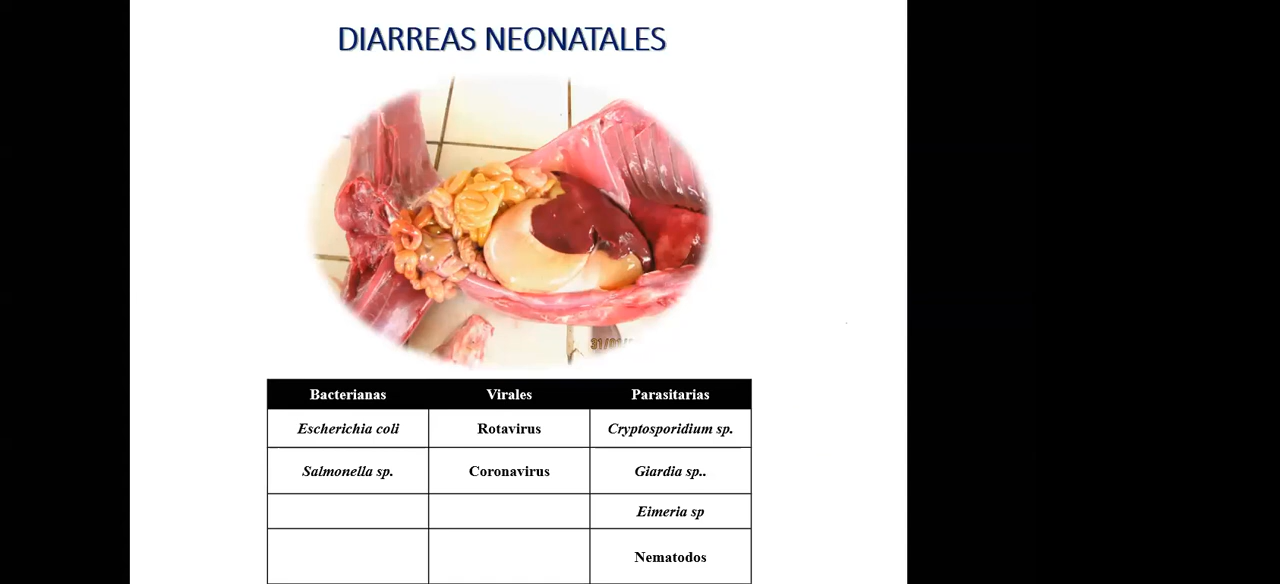 DIARREAS NEONATALES
Bacterianas Virales Parasitarias
Escherichia coli Rotavirus Cryptosporidium sp.
Salmonella sp. Coronavirus Giardia sp..
Eimeria sp
Nematodos